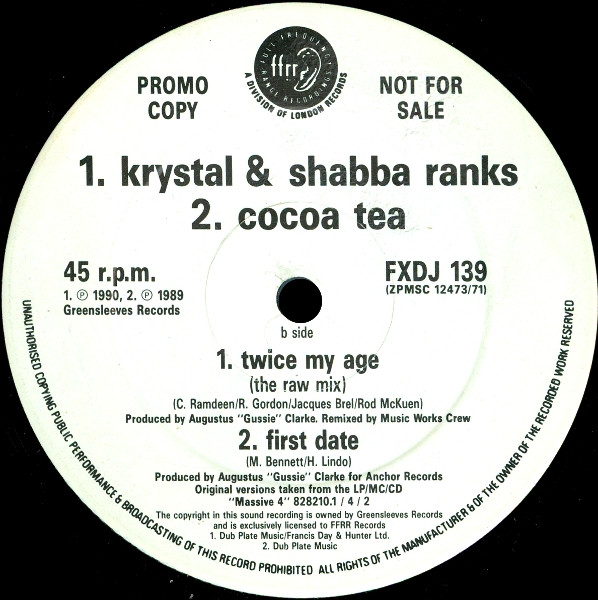 FULL FREQUENCY
ffrr
RANGE RECORDINGS
A DIVISION OF LONDON RECORDS
PROMO
COPY
NOT FOR
SALE
1. krystal & shabba ranks
2. cocoa tea
45 r.p.m.
1. ℗ 1990, 2. ℗ 1989
Greensleeves Records
FXDJ 139
(ZPMSC 12473/71)
b side
1. twice my age
(the raw mix)
(C. Ramdeen/R. Gordon/Jacques Brel/Rod McKuen)
Produced by Augustus "Gussie" Clarke. Remixed by Music Works Crew
2. first date
(M. Bennett/H. Lindo)
Produced by Augustus "Gussie" Clarke for Anchor Records
Original versions taken from the LP/MC/CD
"Massive 4" 828210.1 / 4 / 2
The copyright in this sound recording is owned by Greensleeves Records
and is exclusively licensed to FFRR Records
1. Dub Plate Music/Francis Day & Hunter Ltd.
2. Dub Plate Music
UNAUTHORISED COPYING PUBLIC PERFORMANCE & BROADCASTING OF THIS RECORD PROHIBITED ALL RIGHTS OF THE MANUFACTURER & OF THE OWNER OF THE RECORDED WORK RESERVED